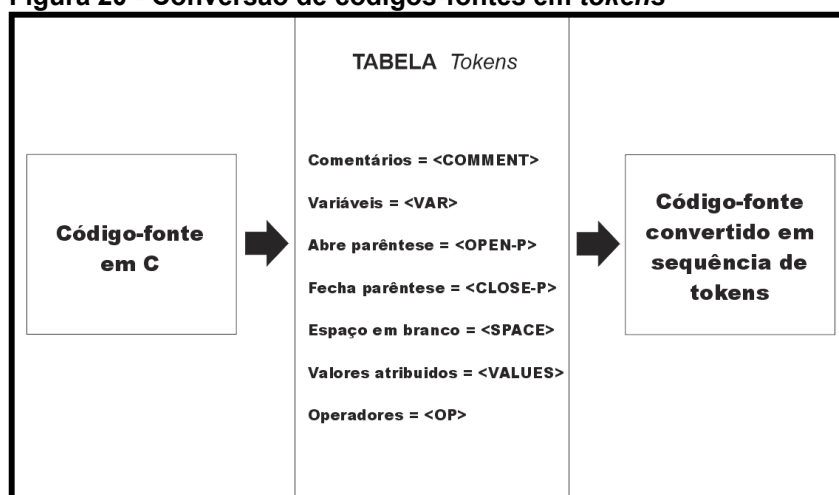 Figura 20 - Conversão de códigos-fontes em tokens
TABELA Tokens
Código-fonte
em C
Comentários = <COMMENT>
Variáveis = <VAR>
Abre parêntese = <OPEN-P>
Fecha parêntese = <CLOSE-P>
Espaço em branco = <SPACE>
Valores atribuidos = <VALUES>
Operadores = <OP>
Código-fonte
convertido em
sequência de
tokens